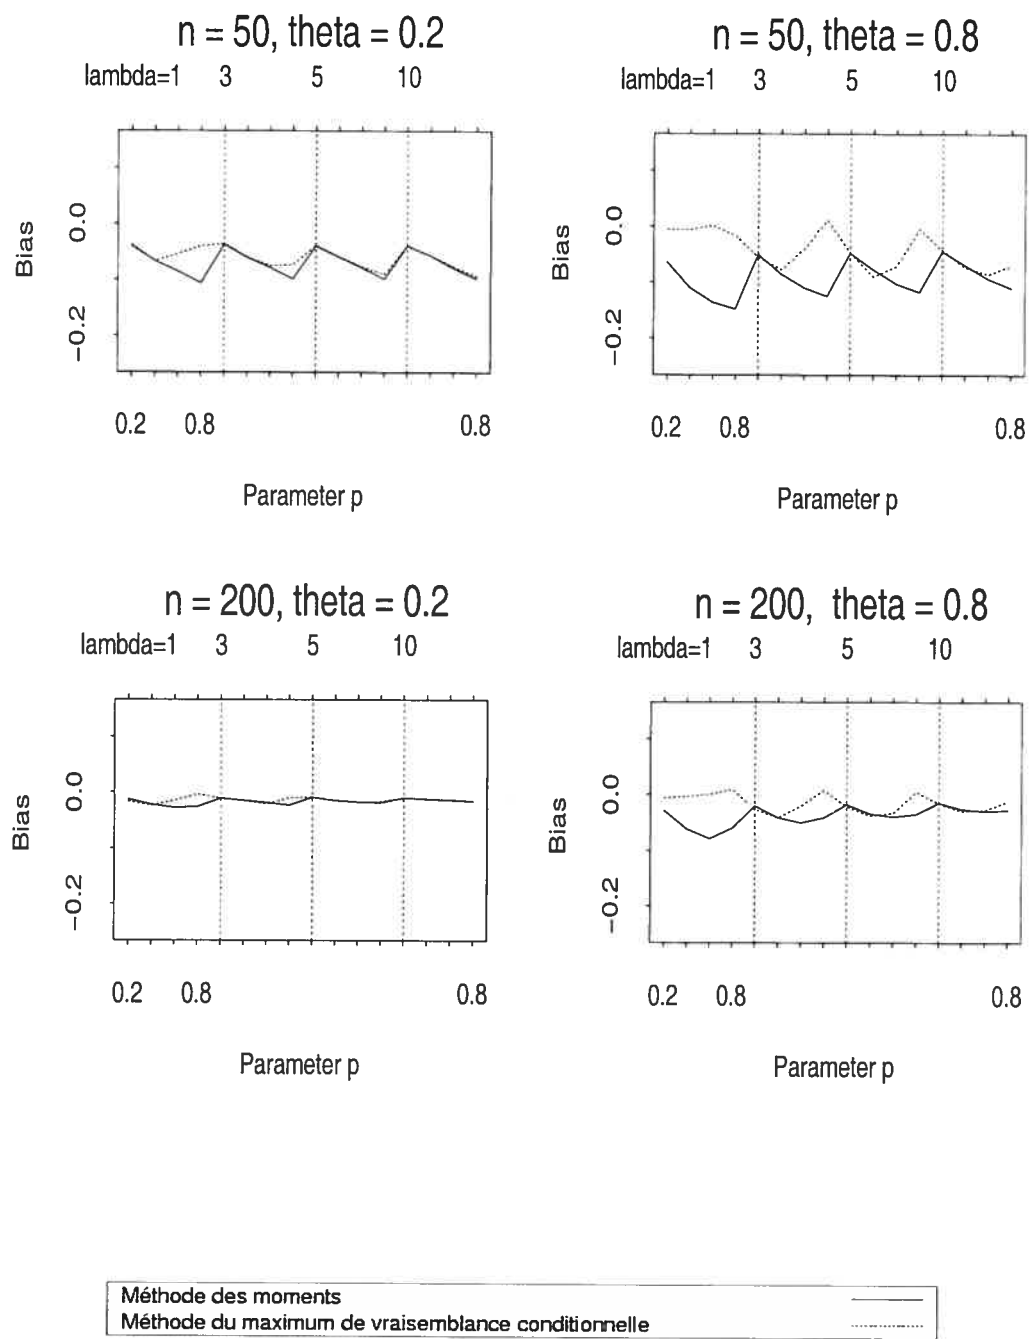 n = 50, theta = 0.2
lambda=1 3 5 10
Bias
0.0
−0.2
0.2 0.8 0.8
Parameter p
n = 50, theta = 0.8
lambda=1 3 5 10
Bias
0.0
−0.2
0.2 0.8 0.8
Parameter p
n = 200, theta = 0.2
lambda=1 3 5 10
Bias
0.0
−0.2
0.2 0.8 0.8
Parameter p
n = 200, theta = 0.8
lambda=1 3 5 10
Bias
0.0
−0.2
0.2 0.8 0.8
Parameter p
Méthode des moments
Méthode du maximum de vraisemblance conditionnelle